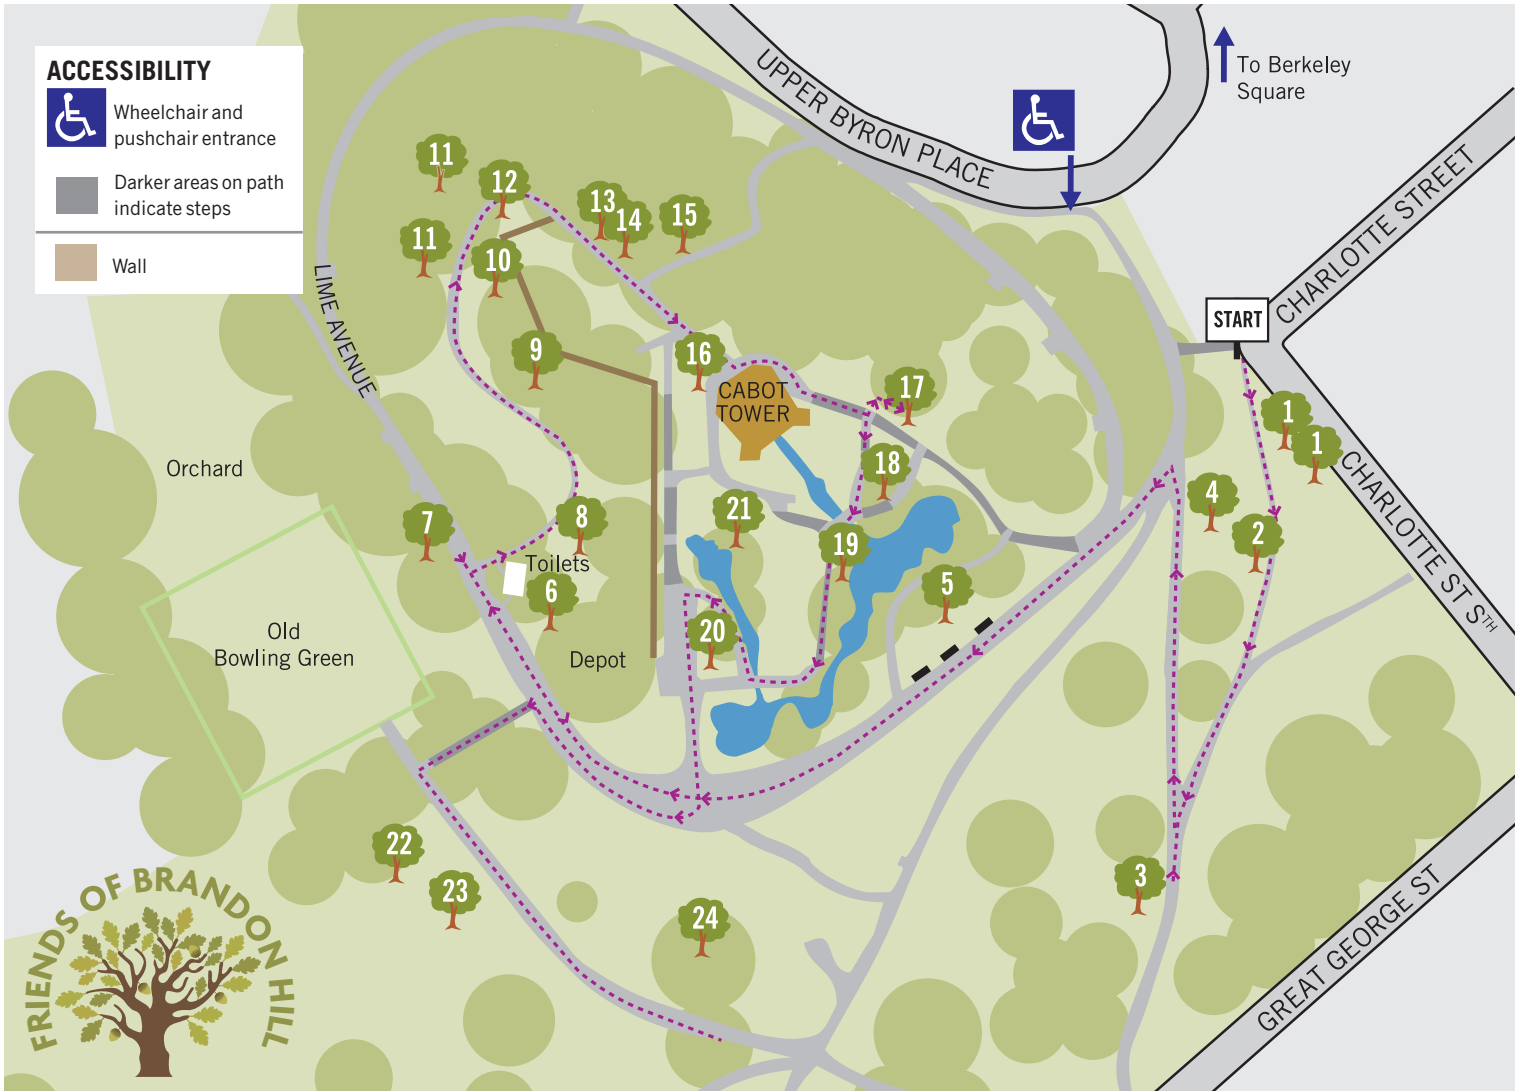 ACCESSIBILITY
Wheelchair and
pushchair entrance
Darker areas on path
indicate steps
Wall
UPPER BYRON PLACE
To Berkeley
Square
CHARLOTTE STREET
START
CHARLOTTE ST STH
GREAT GEORGE ST
LIME AVENUE
11
12
13
14
15
11
10
9
16
CABOT
TOWER
17
1
1
Orchard
18
4
2
7
8
21
19
Toilets
6
5
20
Old
Bowling Green
Depot
22
23
24
3
FRIENDS OF BRANDON HILL